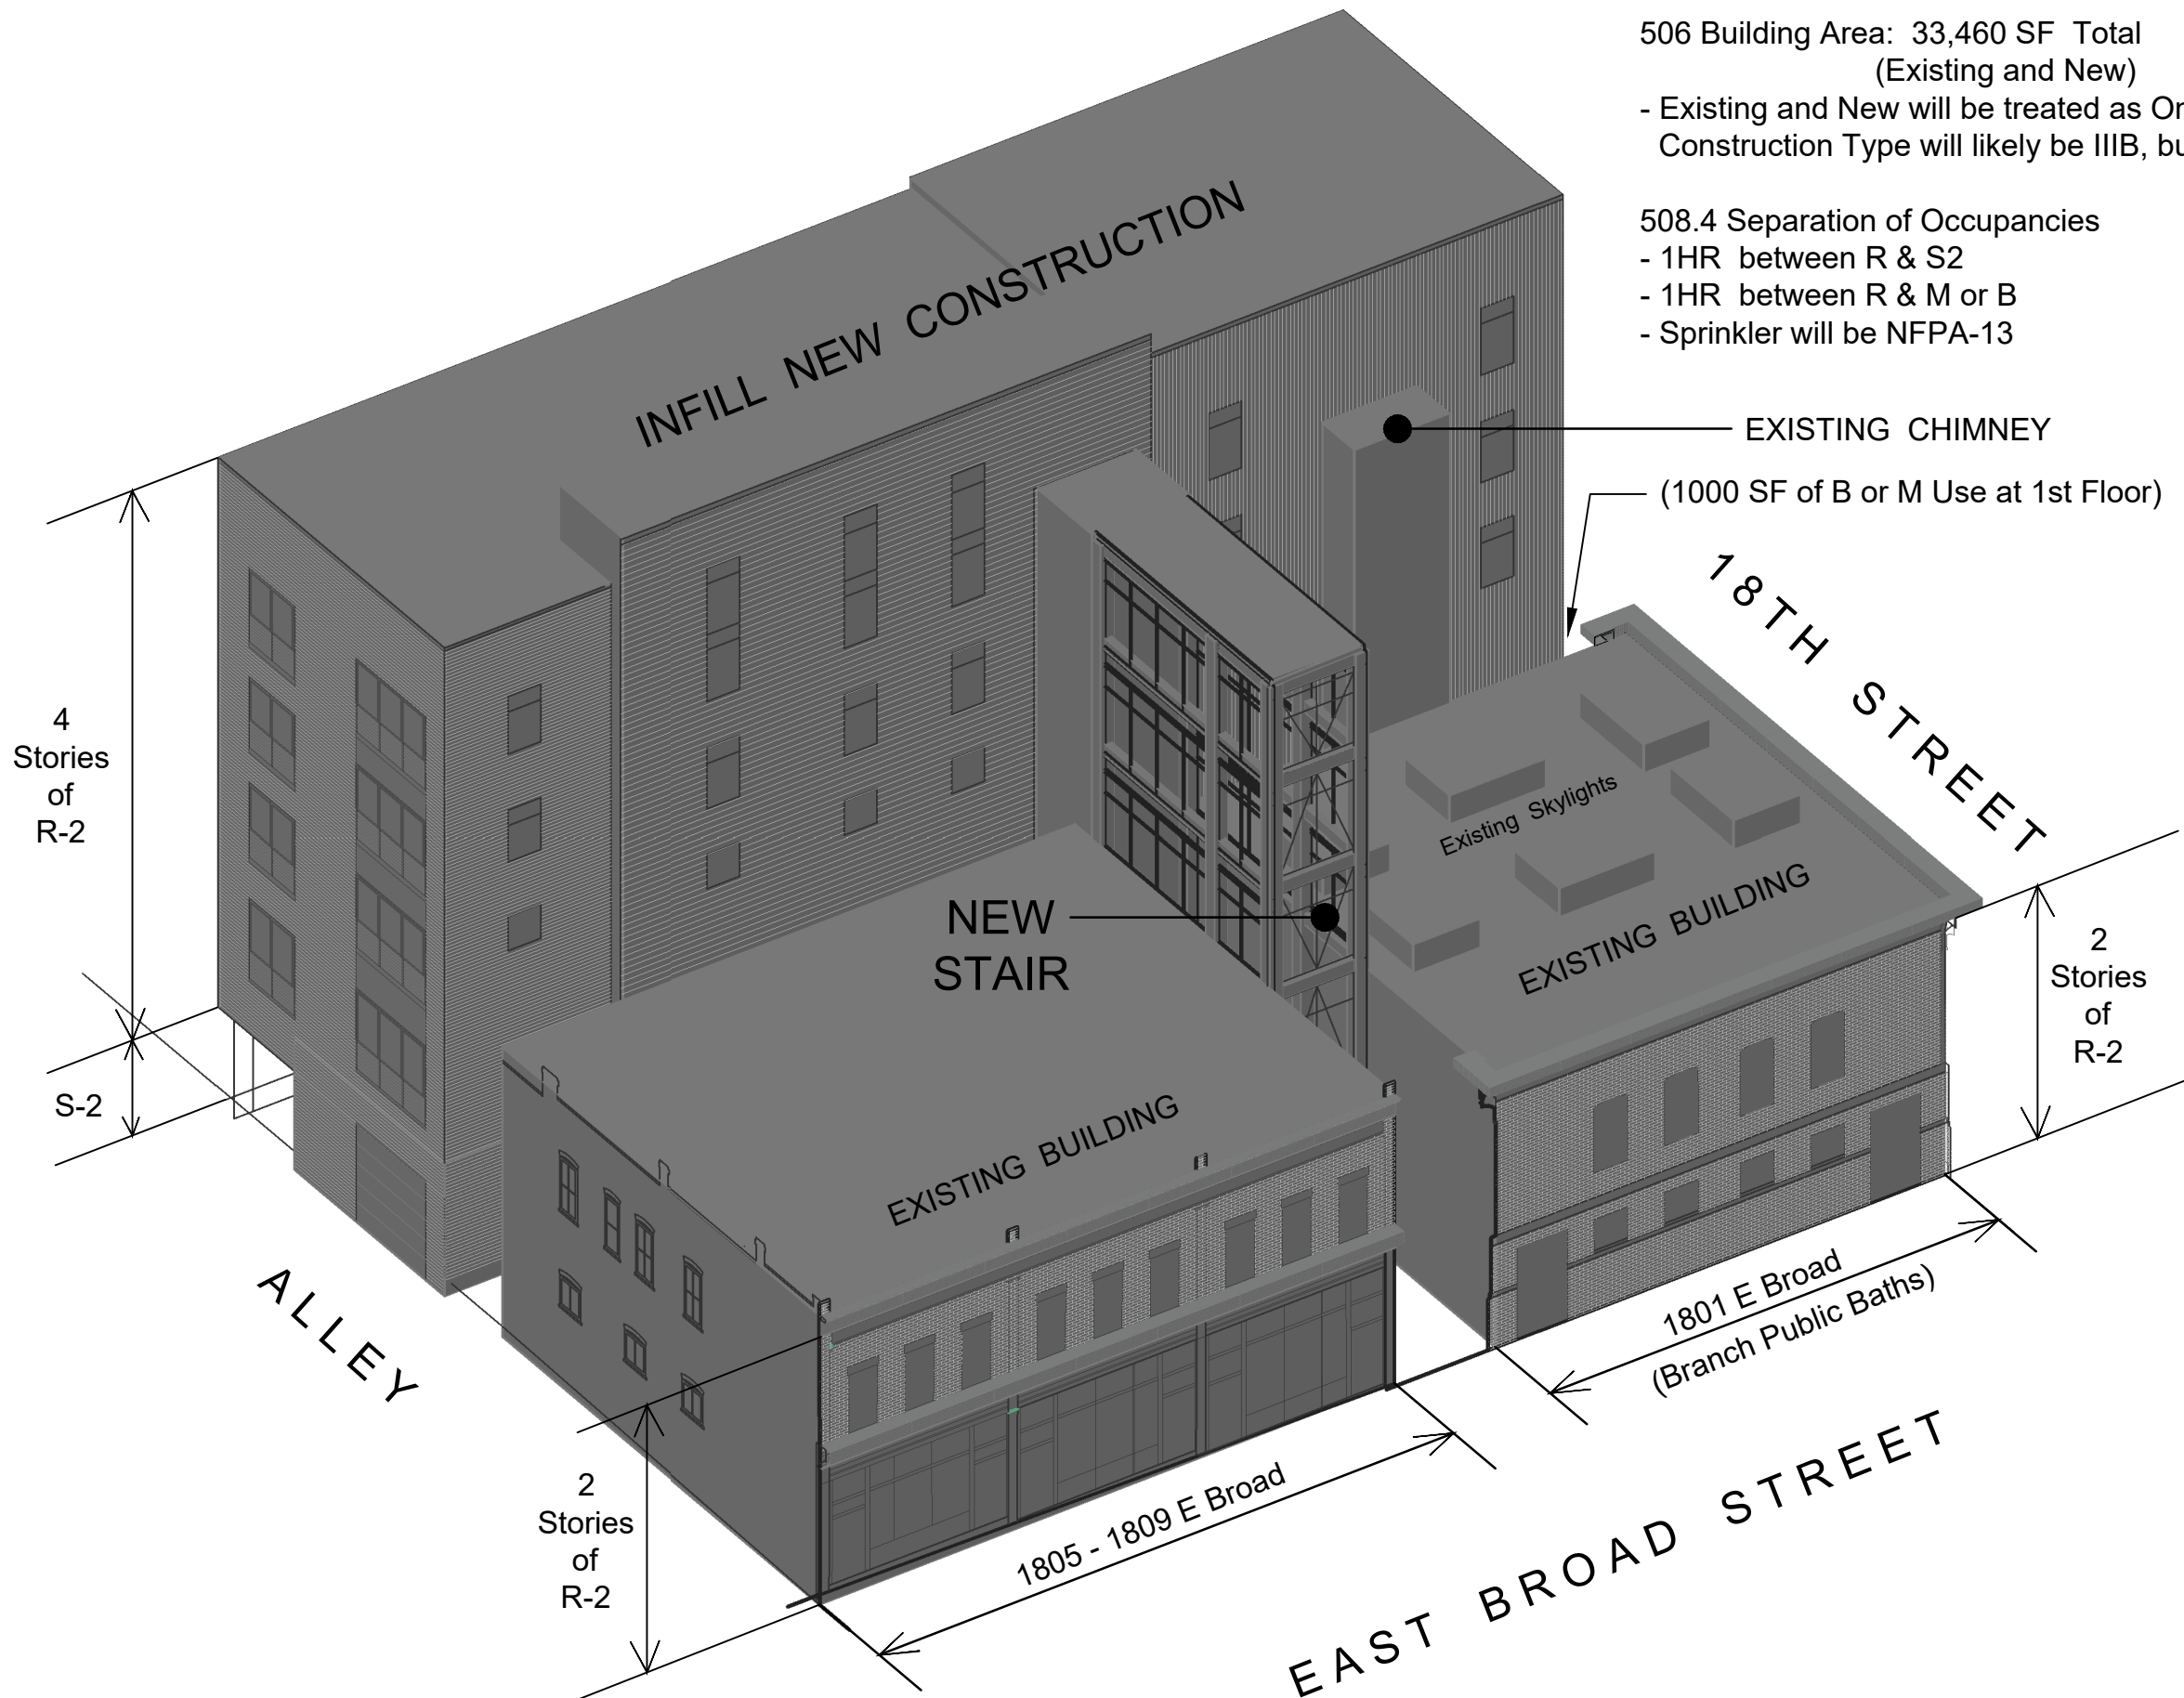 506 Building Area: 33,460 SF Total
(Existing and New)
- Existing and New will be treated as
Construction Type will likely be IIIB,
508.4 Separation of Occupancies
- 1HR between R & S2
- 1HR between R & M or B
- Sprinkler will be NFPA-13
INFILL NEW CONSTRUCTION
EXISTING CHIMNEY
(1000 SF of B or M Use at 1st Floor)
18TH STREET
4
Stories
of
R-2
S-2
Existing Skylights
EXISTING BUILDING
NEW
STAIR
2
Stories
of
R-2
EXISTING BUILDING
ALLEY
1801 E Broad
(Branch Public Baths)
2
Stories
of
R-2
1805 - 1809 E Broad
EAST BROAD STREET